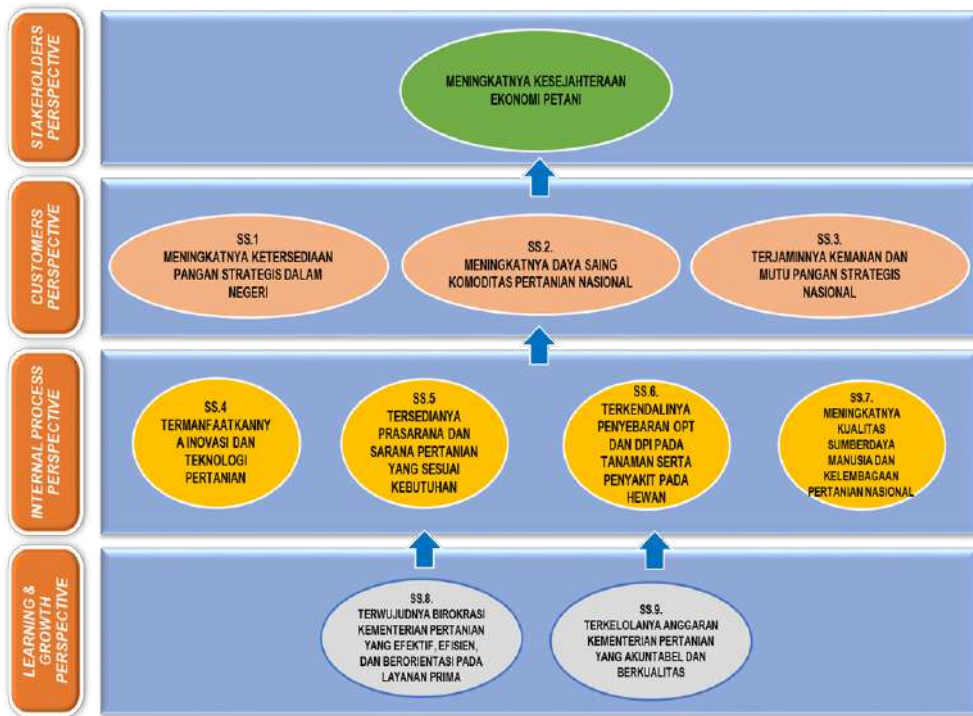 STAKEHOLDERS
PERSPECTIVE
MENINGKATNYA KESEJAHTERAAN
EKONOMI PETANI
CUSTOMERS
PERSPECTIVE
SS.1
MENINGKATNYA KETERSEDIAAN
PANGAN STRATEGIS DALAM
NEGERI
SS.2.
MENINGKATNYA DAYA SAING
KOMODITAS PERTANIAN NASIONAL
SS.3.
TERJAMINNYA KEMANAN DAN
MUTU PANGAN STRATEGIS
NASIONAL
INTERNAL PROCESS
PERSPECTIVE
SS.4
TERMANFAATKANNY
A INOVASI DAN
TEKNOLOGI
PERTANIAN
SS.5
TERSEDIANYA
PRASARANA DAN
SARANA PERTANIAN
YANG SESUAI
KEBUTUHAN
SS.6.
TERKENDALINYA
PENYEBARAN OPT
DAN DPI PADA
TANAMAN SERTA
PENYAKIT PADA
HEWAN
SS.7.
MENINGKATNYA
KUALITAS
SUMBERDAYA
MANUSIA DAN
KELEMBAGAAN
PERTANIAN NASIONAL
LEARNING &
GROWTH
PERSPECTIVE
SS.8.
TERWUJUDNYA BIROKRASI
KEMENTERIAN PERTANIAN
YANG EFEKTIF, EFISIEN,
DAN BERORIENTASI PADA
LAYANAN PRIMA
SS.9.
TERKELOLANYA ANGGARAN
KEMENTERIAN PERTANIAN
YANG AKUNTABEL DAN
BERKUALITAS